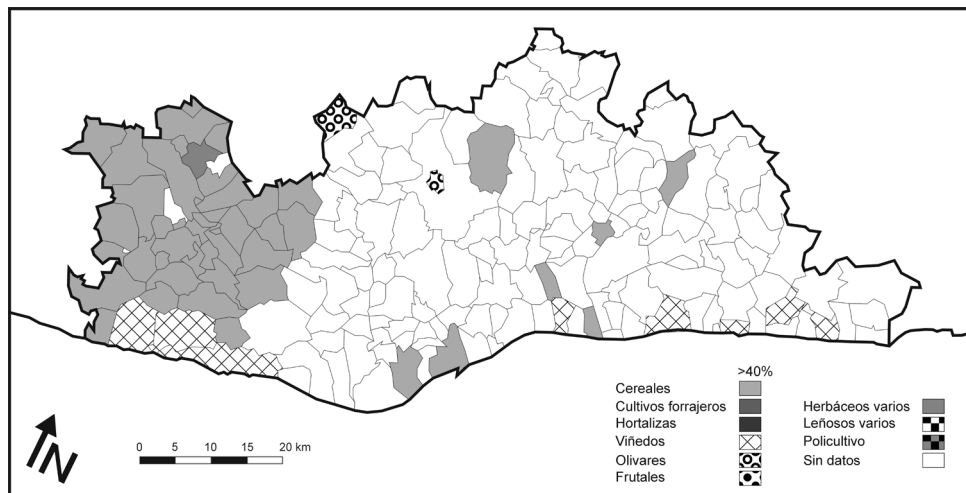 >40%
Cereales
Cultivos forrajeros
Hortalizas
Viñedos
Olivares
Frutales
Herbáceos varios
Leñosos varios
Policultivo
Sin datos
N
0 5 10 15 20 km